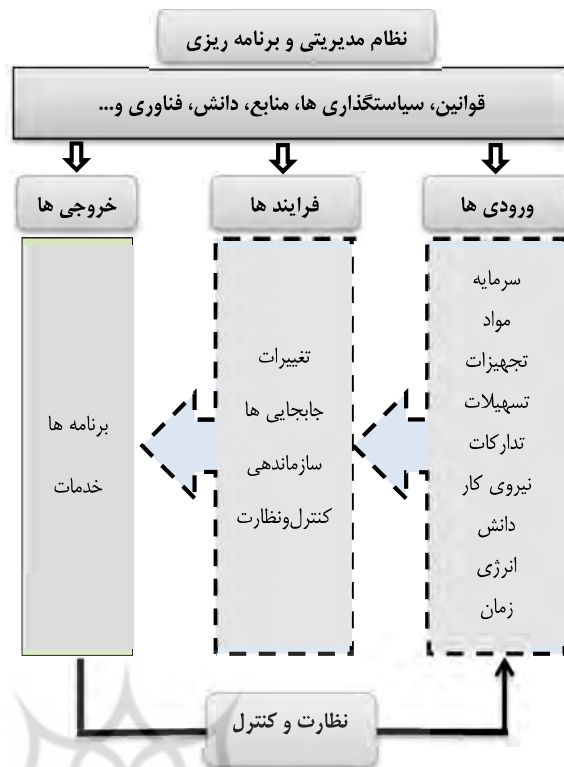 نظام مدیریتی و برنامه ریزی
قوانین، سیاستگذاری ها، منابع، دانش، فناوری و...
ورودی ها
سرمایه
مواد
تجهیزات
تسهیلات
تدارکات
نیروی کار
دانش
انرژی
زمان
فرایند ها
تغییرات
جابجایی ها
سازماندهی
کنترل‌ونظارت
خروجی ها
برنامه ها
خدمات
نظارت و کنترل